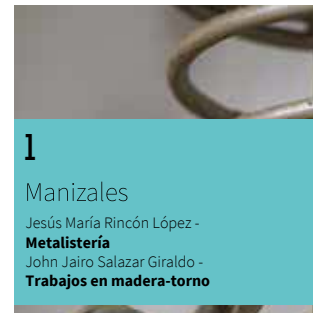 1
Manizales
Jesús María Rincón López -
Metalistería
John Jairo Salazar Giraldo -
Trabajos en madera-torno